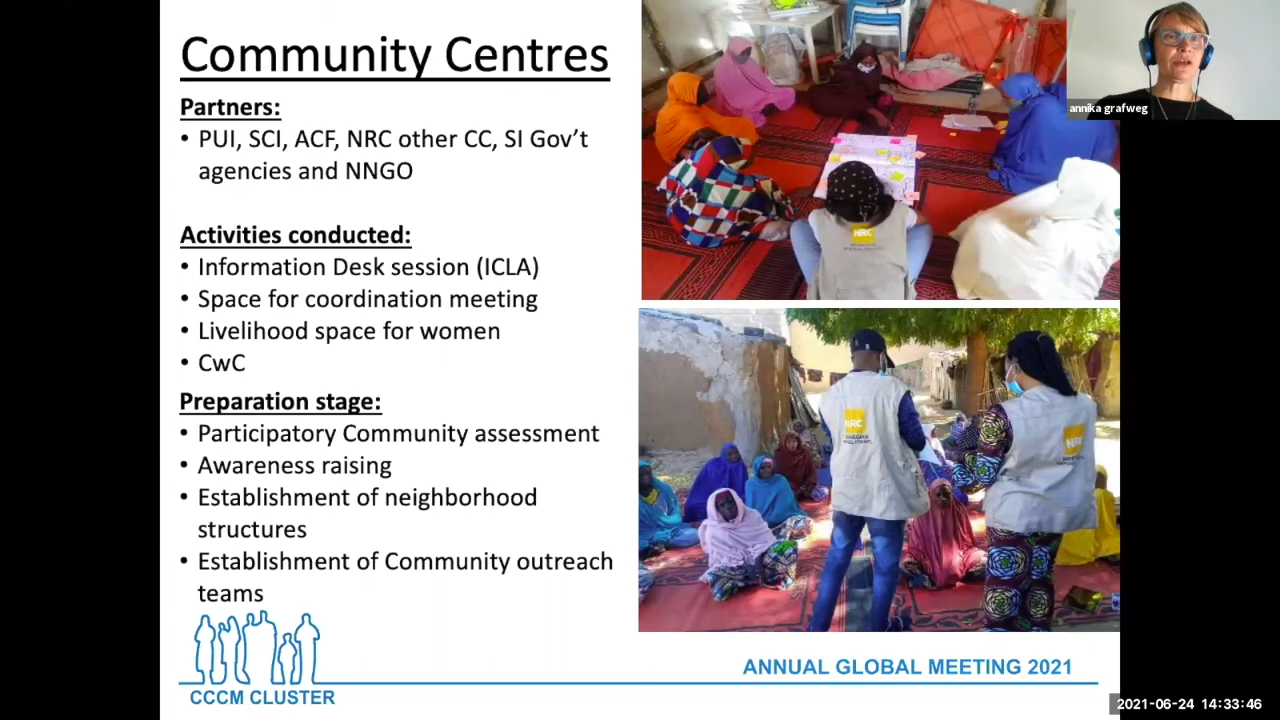 Community Centres
Partners:
• PUI, SCI, ACF, NRC other CC, SI Gov’t
agencies and NNGO
Activities conducted:
• Information Desk session (ICLA)
• Space for coordination meeting
• Livelihood space for women
• CwC
Preparation stage:
• Participatory Community assessment
• Awareness raising
• Establishment of neighborhood
structures
• Establishment of Community outreach
teams
CCCM CLUSTER
ANNUAL GLOBAL MEETING 2021
annika grafweg
NRC
NRC
NRC
2021-06-24 14:33:46